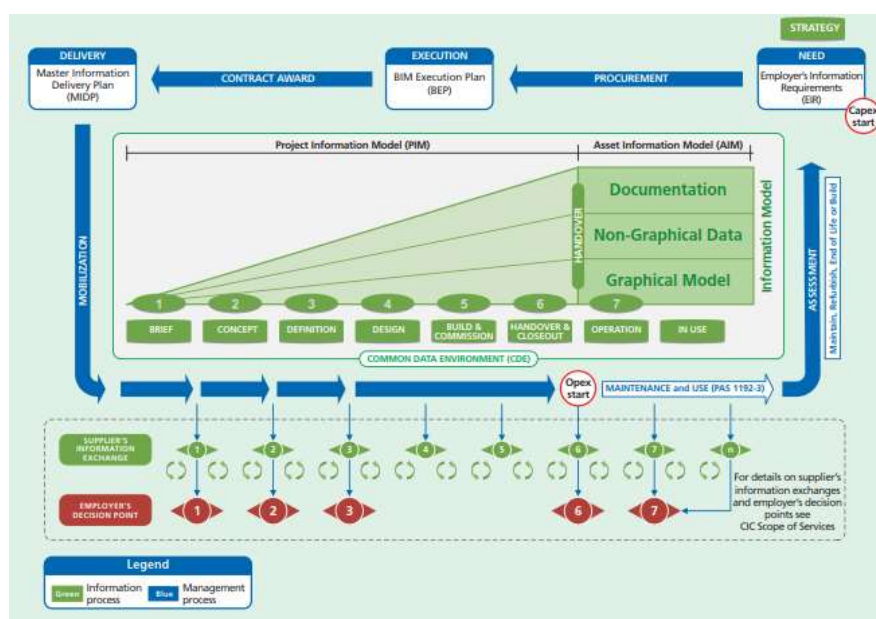 STRATEGY
DELIVERY
Master Information
Delivery Plan
(MIDP)
CONTRACT AWARD
EXECUTION
BIM Execution Plan
(BEP)
PROCUREMENT
NEED
Employer's Information
Requirements
(EIR)
Capex
start
Project Information Model (PIM)
Asset Information Model (AIM)
Documentation
Non-Graphical Data
Graphical Model
HANDOVER
Information Model
MOBILIZATION
ASSESSMENT
Maintain, Refurbish, End of Life or Build
1
2
3
4
5
6
7
BRIEF
CONCEPT
DEFINITION
DESIGN
BUILD &
COMMISSION
HANDOVER &
CLOSEOUT
OPERATION
IN USE
COMMON DATA ENVIRONMENT (CDE)
Opex
start
MAINTENANCE and USE (PAS 1192-3)
SUPPLIER'S
INFORMATION
EXCHANGE
1
2
3
4
5
6
7
n
EMPLOYER'S
DECISION POINT
1
2
3
6
7
For details on supplier's
information exchanges
and employer's decision
points see
CIC Scope of Services
Legend
Green
Information
process
Blue
Management
process